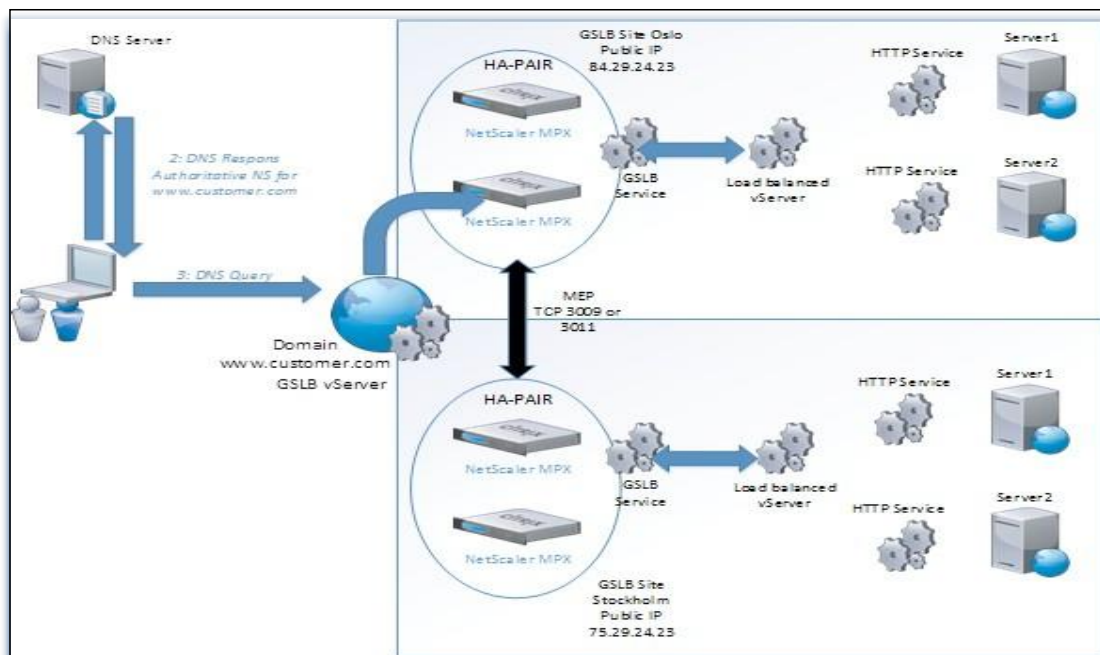 DNS Server
2: DNS Respons
Authoritative NS for
www.customer.com
3: DNS Query
Domain
www.customer.com
GSLB vServer
GSLB Site Oslo
Public IP
84.29.24.23
HA-PAIR
citrix
NetScaler MPX
citrix
NetScaler MPX
GSLB
Service
Load balanced
vServer
HTTP Service
Server1
HTTP Service
Server2
MEP
TCP 3009 or
3011
HA-PAIR
citrix
NetScaler MPX
citrix
NetScaler MPX
GSLB
Service
Load balanced
vServer
HTTP Service
Server1
HTTP Service
Server2
GSLB Site
Stockholm
Public IP
75.29.24.23